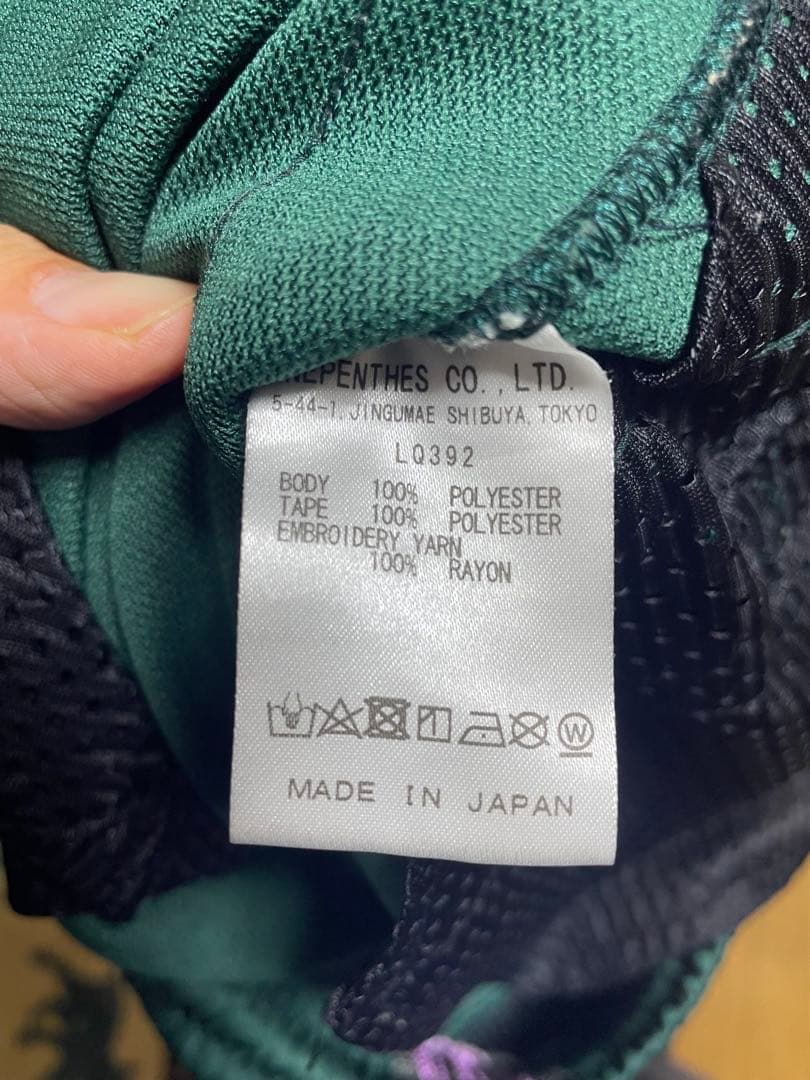 NEPENTHES CO., LTD.
5-44-1, JINGUMAE SHIBUYA, TOKYO
LQ392
BODY 100% POLYESTER
TAPE 100% POLYESTER
EMBROIDERY YARN
100% RAYON
W
MADE IN JAPAN